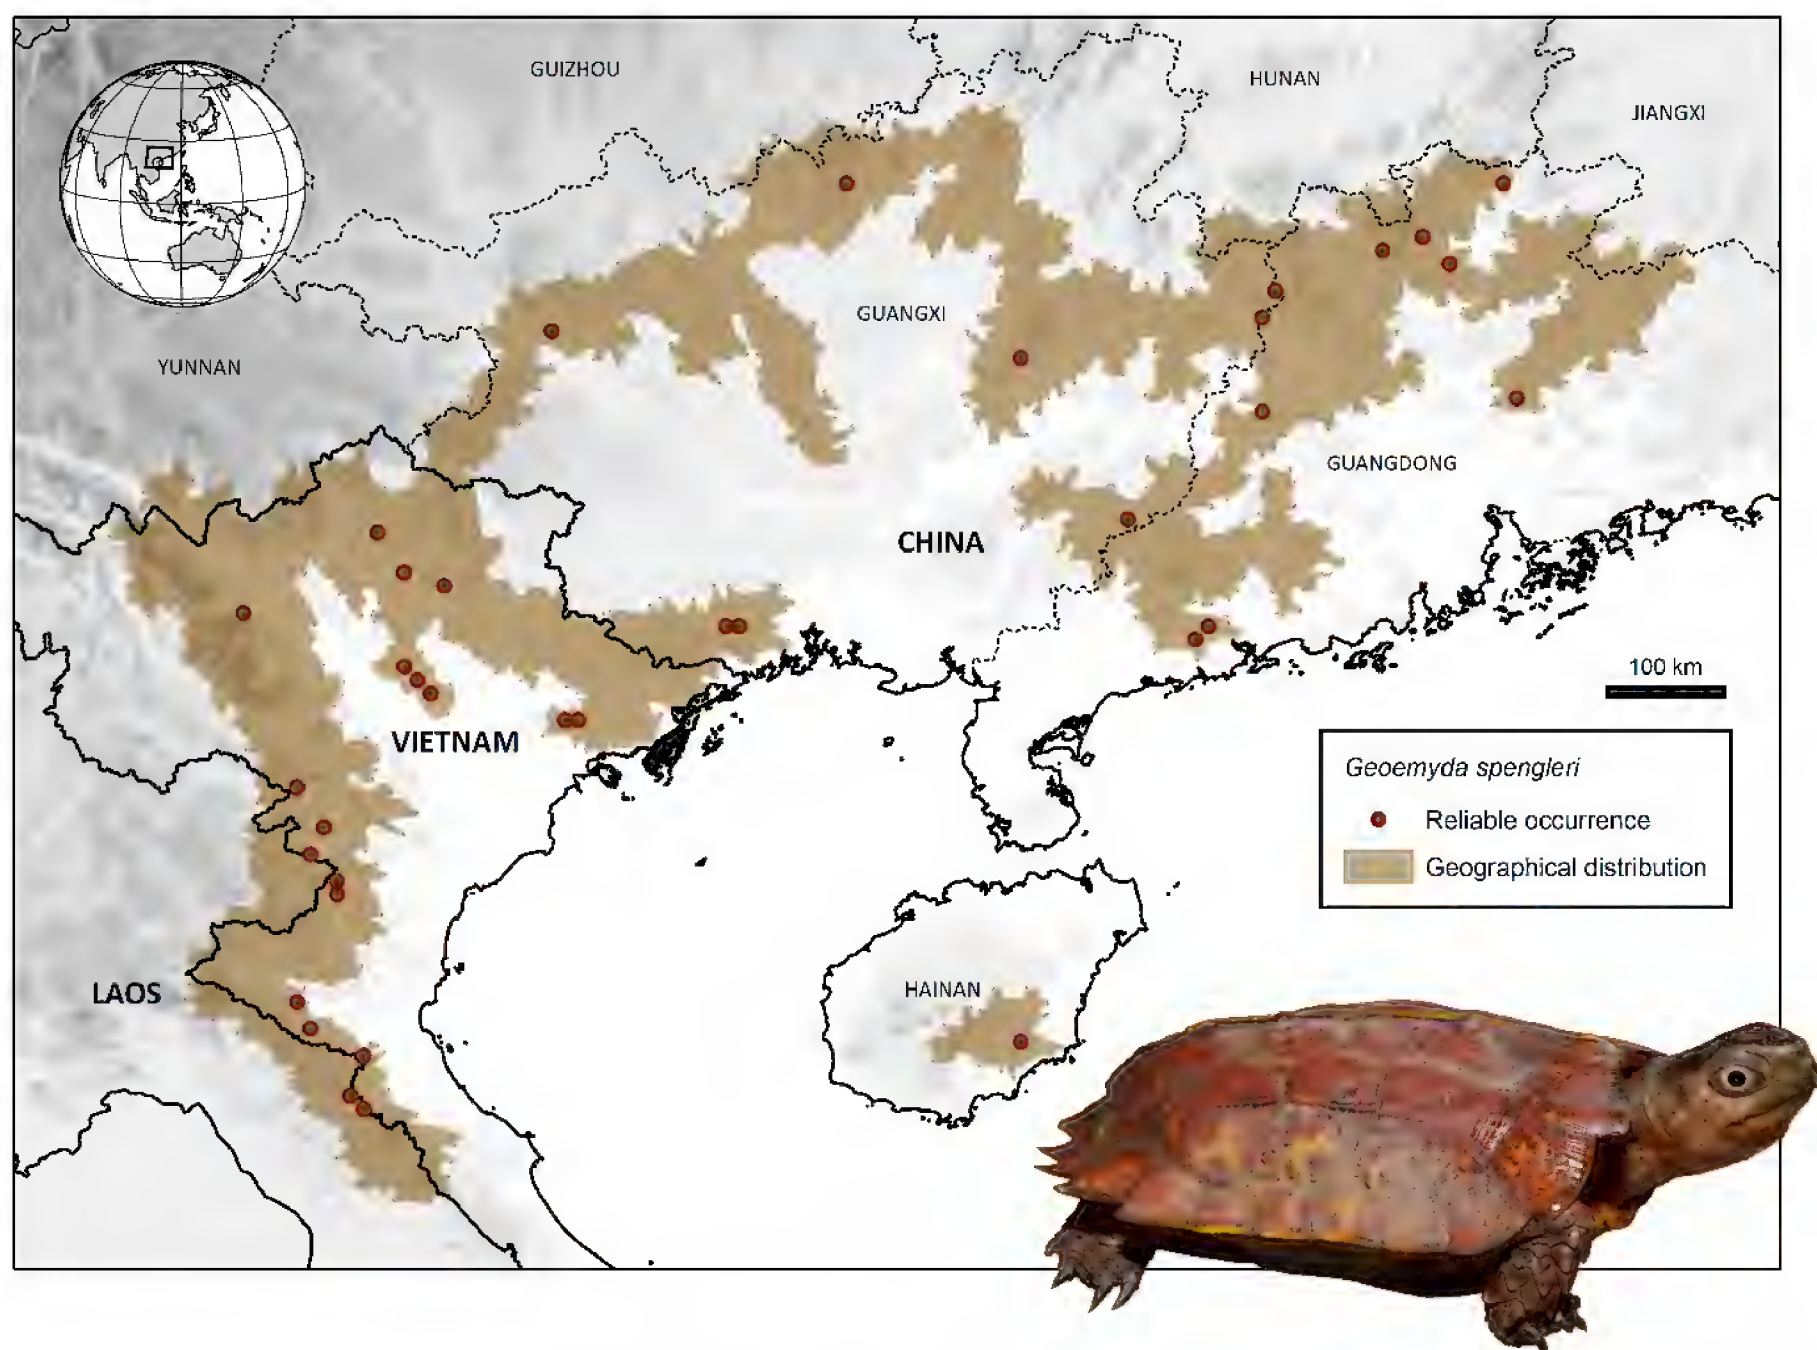 GUIZHOU
HUNAN
JIANGXI
GUANGXI
YUNNAN
GUANGDONG
CHINA
100 km
VIETNAM
Geoemyda spengleri
Reliable occurrence
Geographical distribution
LAOS
HAINAN